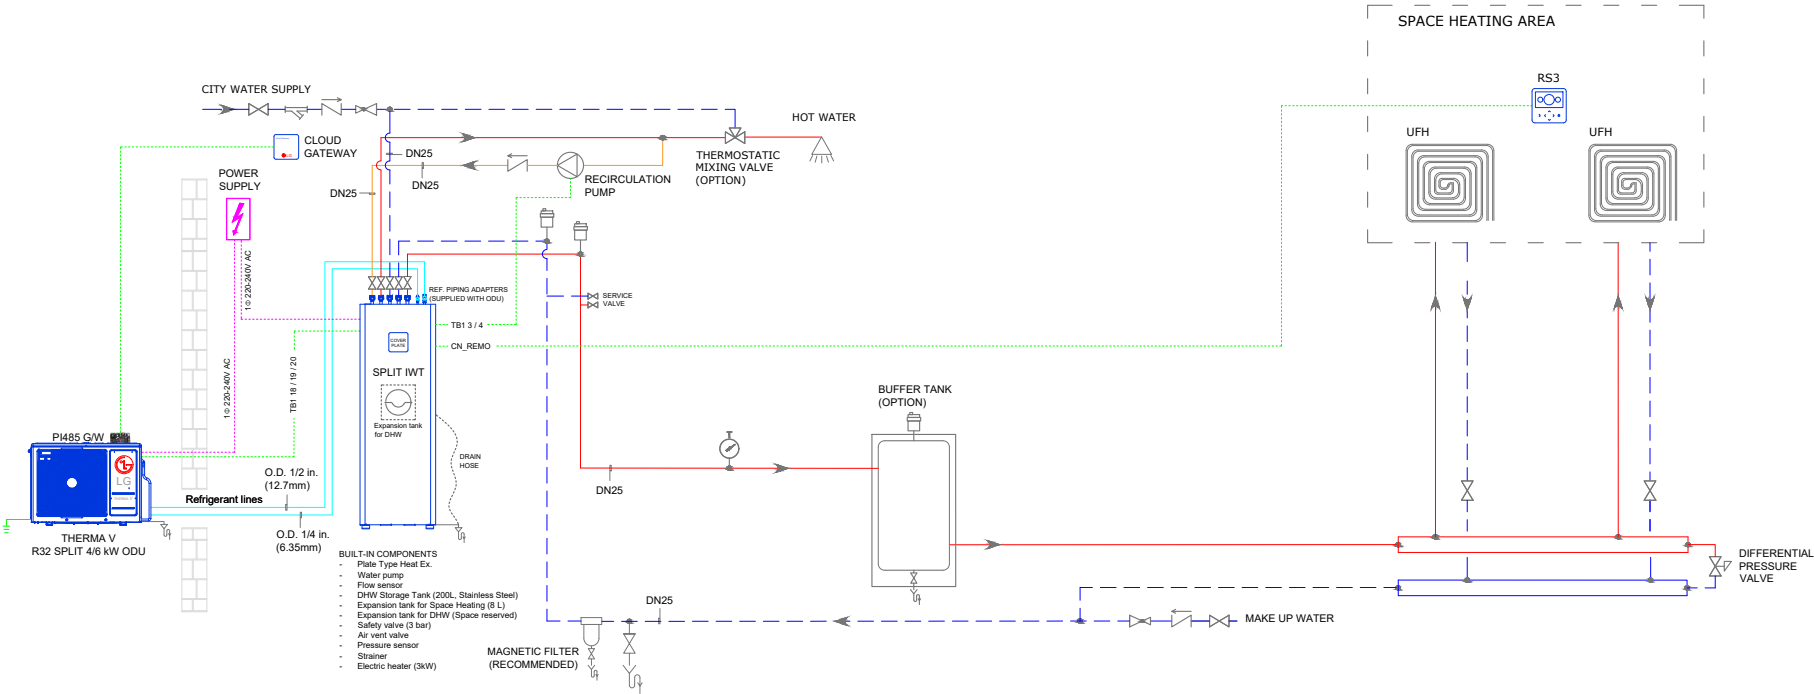 SPACE HEATING AREA
RS3
UFH
UFH
CITY WATER SUPPLY
HOT WATER
CLOUD
GATEWAY
DN25
THERMOSTATIC
MIXING VALVE
(OPTION)
POWER
SUPPLY
DN25
DN25
RECIRCULATION
PUMP
1Φ 220-240V AC
1Φ 220-240V AC
TB1 18 / 19 / 20
REF. PIPING ADAPTERS
(SUPPLIED WITH ODU)
SERVICE
VALVE
TB1 3 / 4
CN_REMO
COVER
PLATE
SPLIT IWT
Expansion tank
for DHW
DRAIN
HOSE
BUFFER TANK
(OPTION)
PI485 G/W
LG
O.D. 1/2 in.
(12.7mm)
Refrigerant lines
O.D. 1/4 in.
(6.35mm)
DN25
THERMA V
R32 SPLIT 4/6 kW ODU
BUILT-IN COMPONENTS
- Plate Type Heat Ex.
- Water pump
- Flow sensor
- DHW Storage Tank (200L, Stainless Steel)
- Expansion tank for Space Heating (8 L)
- Expansion tank for DHW (Space reserved)
- Safety valve (3 bar)
- Air vent valve
- Pressure sensor
- Strainer
- Electric heater (3kW)
DIFFERENTIAL
PRESSURE
VALVE
DN25
MAKE UP WATER
MAGNETIC FILTER
(RECOMMENDED)